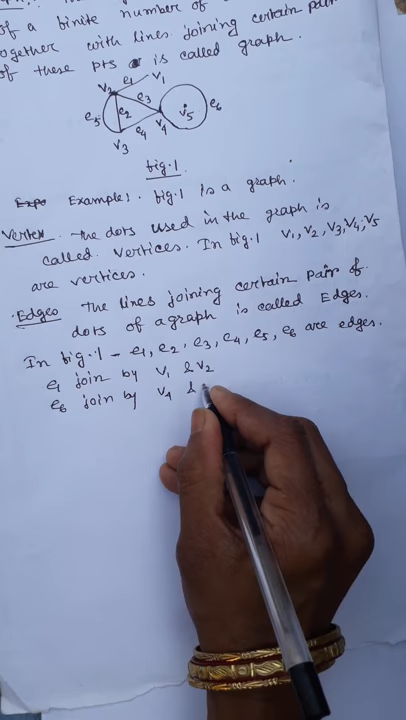 of a finite number of
together with lines joining certain pair
of these pts is called graph.
V1
e1
V2
e3
e2
e5
e4
V4
V5
e6
V3
fig.1
Example: fig.1 is a graph.
Vertex The dots used in the graph is
called vertices. In fig.1 V1, V2, V3, V4, V5
are vertices.
Edges The lines joining certain pair of
dots of a graph is called Edges.
In fig.1 - e1, e2, e3, e4, e5, e6 are edges.
e1 join by V1 & V2
e6 join by V4 &